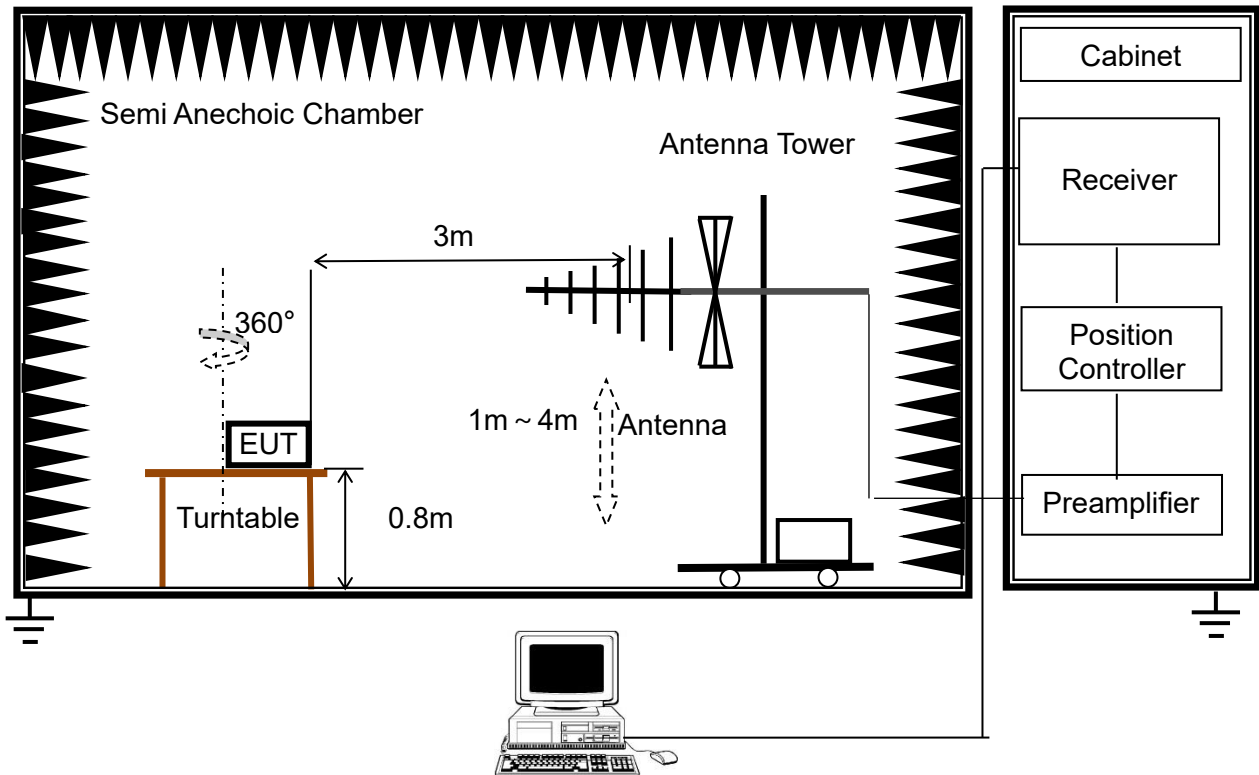 Cabinet
Semi Anechoic Chamber
Antenna Tower
Receiver
3m
360°
Position
Controller
1m ~ 4m
Antenna
EUT
Turntable
0.8m
Preamplifier